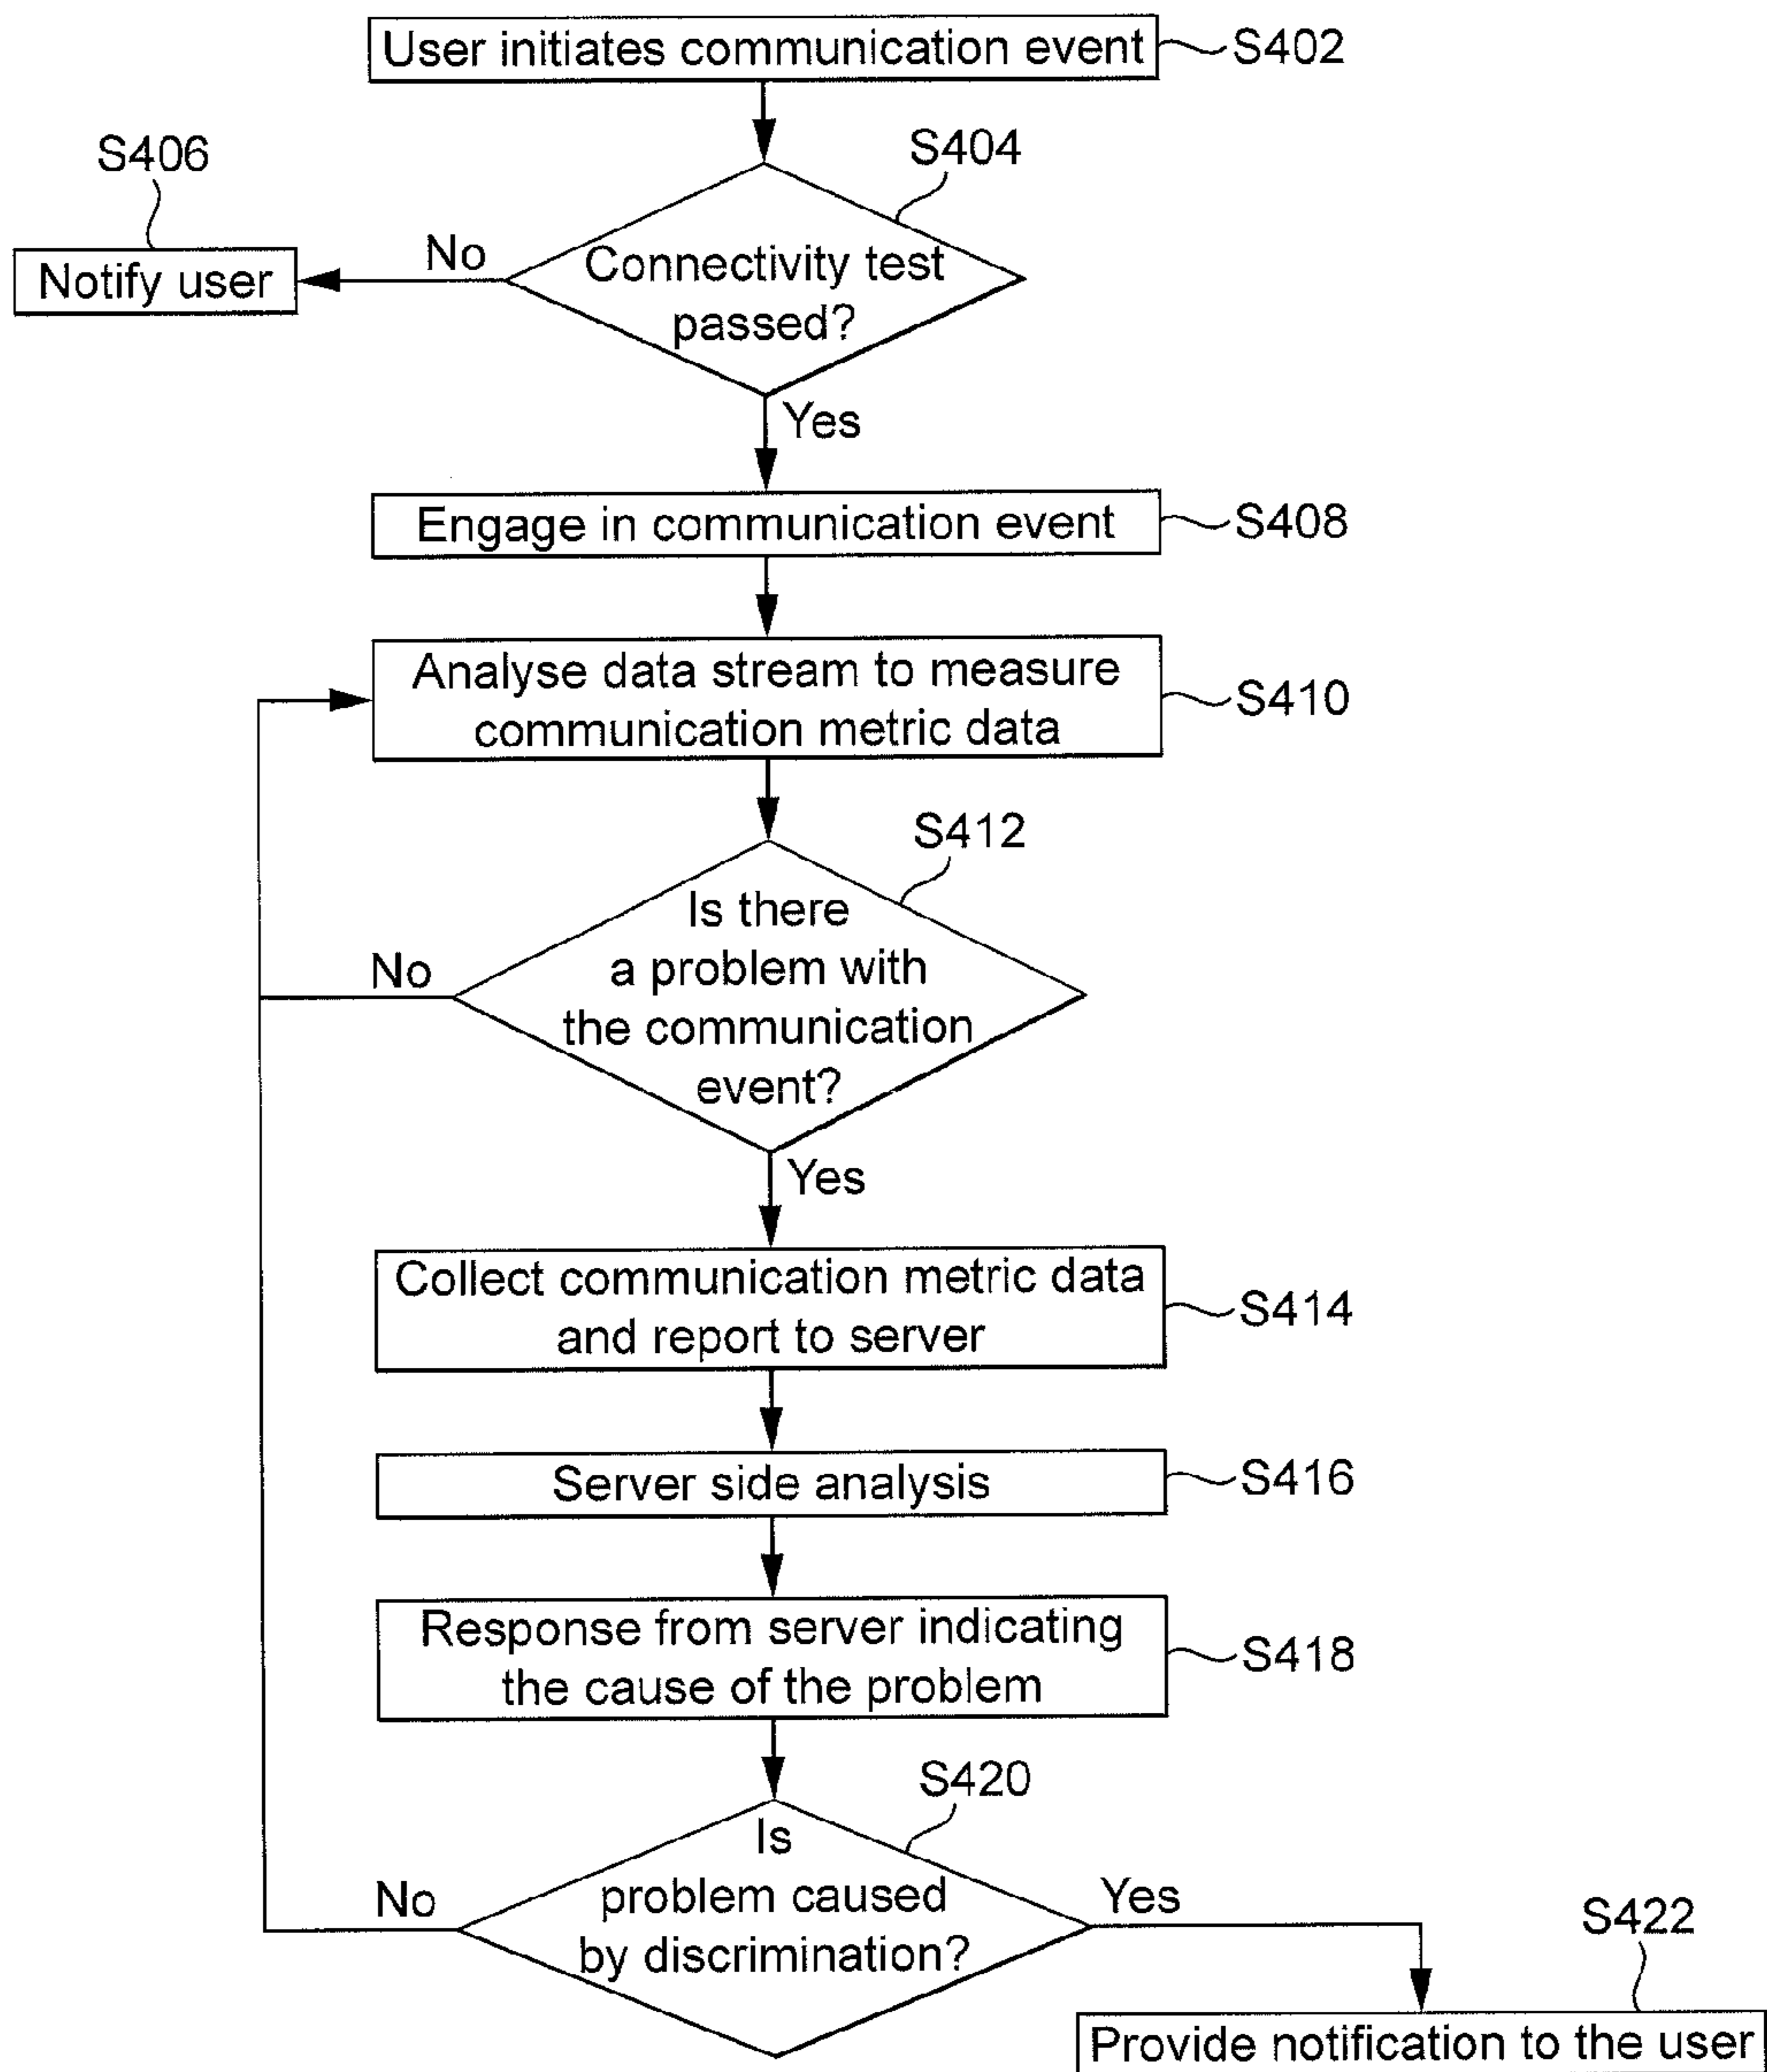 User initiates communication event
S402
S406
S404
Notify user
No
Connectivity test
passed?
Yes
Engage in communication event
S408
Analyse data stream to measure
communication metric data
S410
S412
Is there
a problem with
the communication
event?
No
Yes
Collect communication metric data
and report to server
S414
Server side analysis
S416
Response from server indicating
the cause of the problem
S418
S420
Is
problem caused
by discrimination?
No
Yes
S422
Provide notification to the user